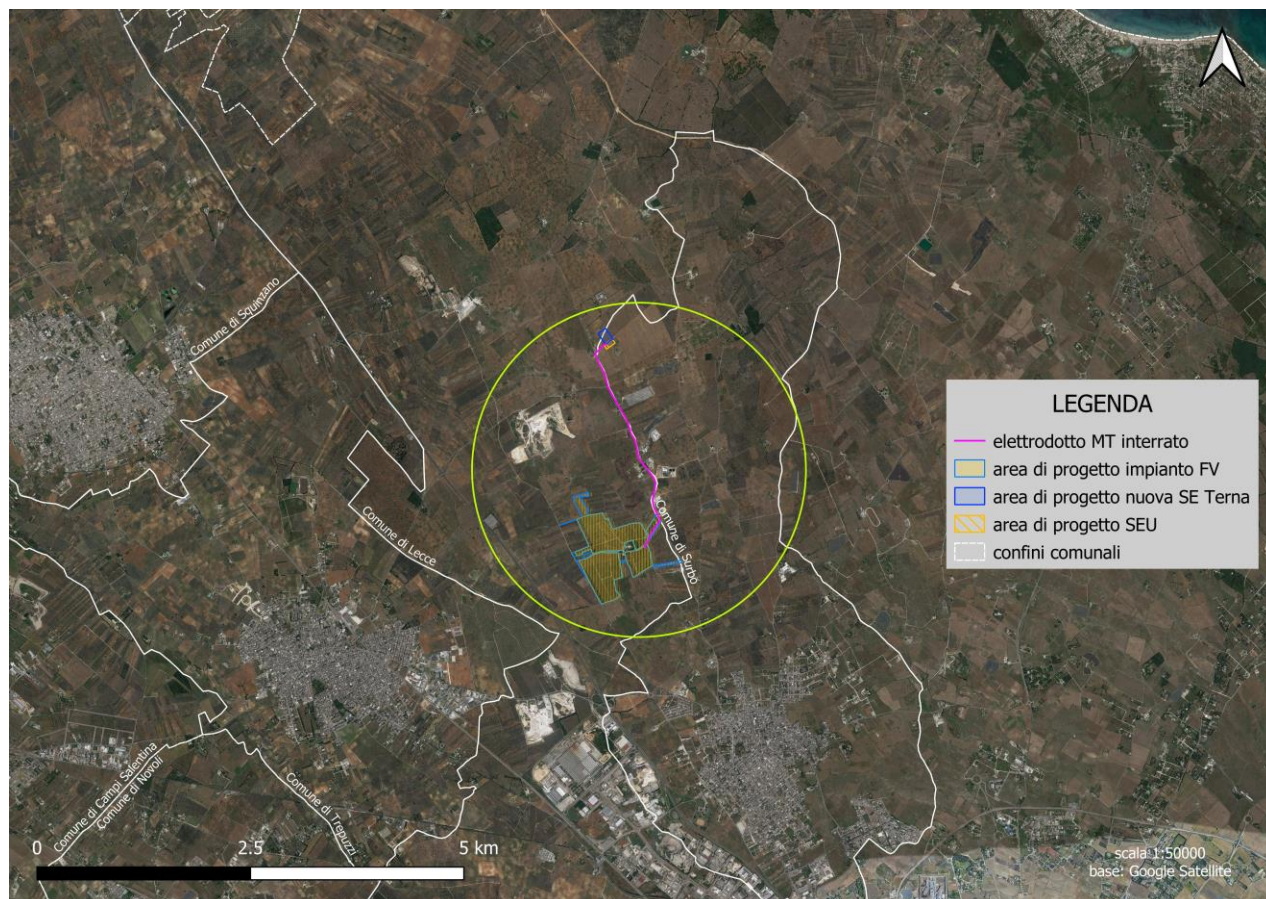 Comune di Squinzano
LEGENDA
elettrodotto MT interrato
area di progetto impianto FV
area di progetto nuova SE Terna
area di progetto SEU
confini comunali
Comune di Surbo
Comune di Lecce
Comune di Campi Salentina
Comune di Novoli
Comune di Trepuzzi
0 2.5 5 km
scala 1:50000
base: Google Satellite